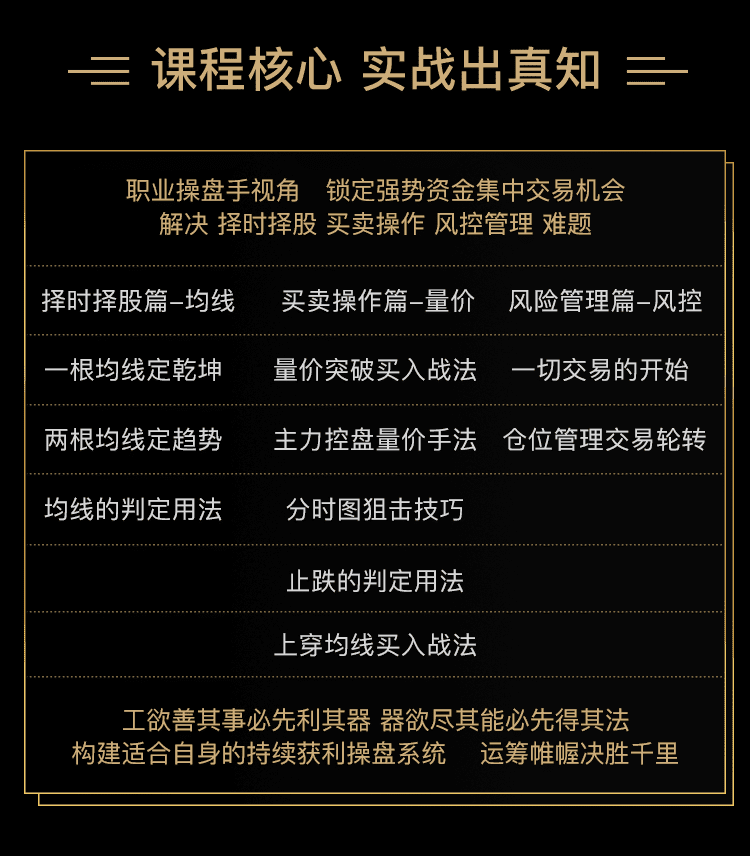 课程核心 实战出真知
职业操盘手视角 锁定强势资金集中交易机会
解决 择时择股 买卖操作 风控管理 难题
择时择股篇–均线 买卖操作篇–量价 风险管理篇–风控
一根均线定乾坤 量价突破买入战法 一切交易的开始
两根均线定趋势 主力控盘量价手法 仓位管理交易轮转
均线的判定用法 分时图狙击技巧
止跌的判定用法
上穿均线买入战法
工欲善其事必先利其器 器欲尽其能必先得其法
构建适合自身的持续获利操盘系统 运筹帷幄决胜千里